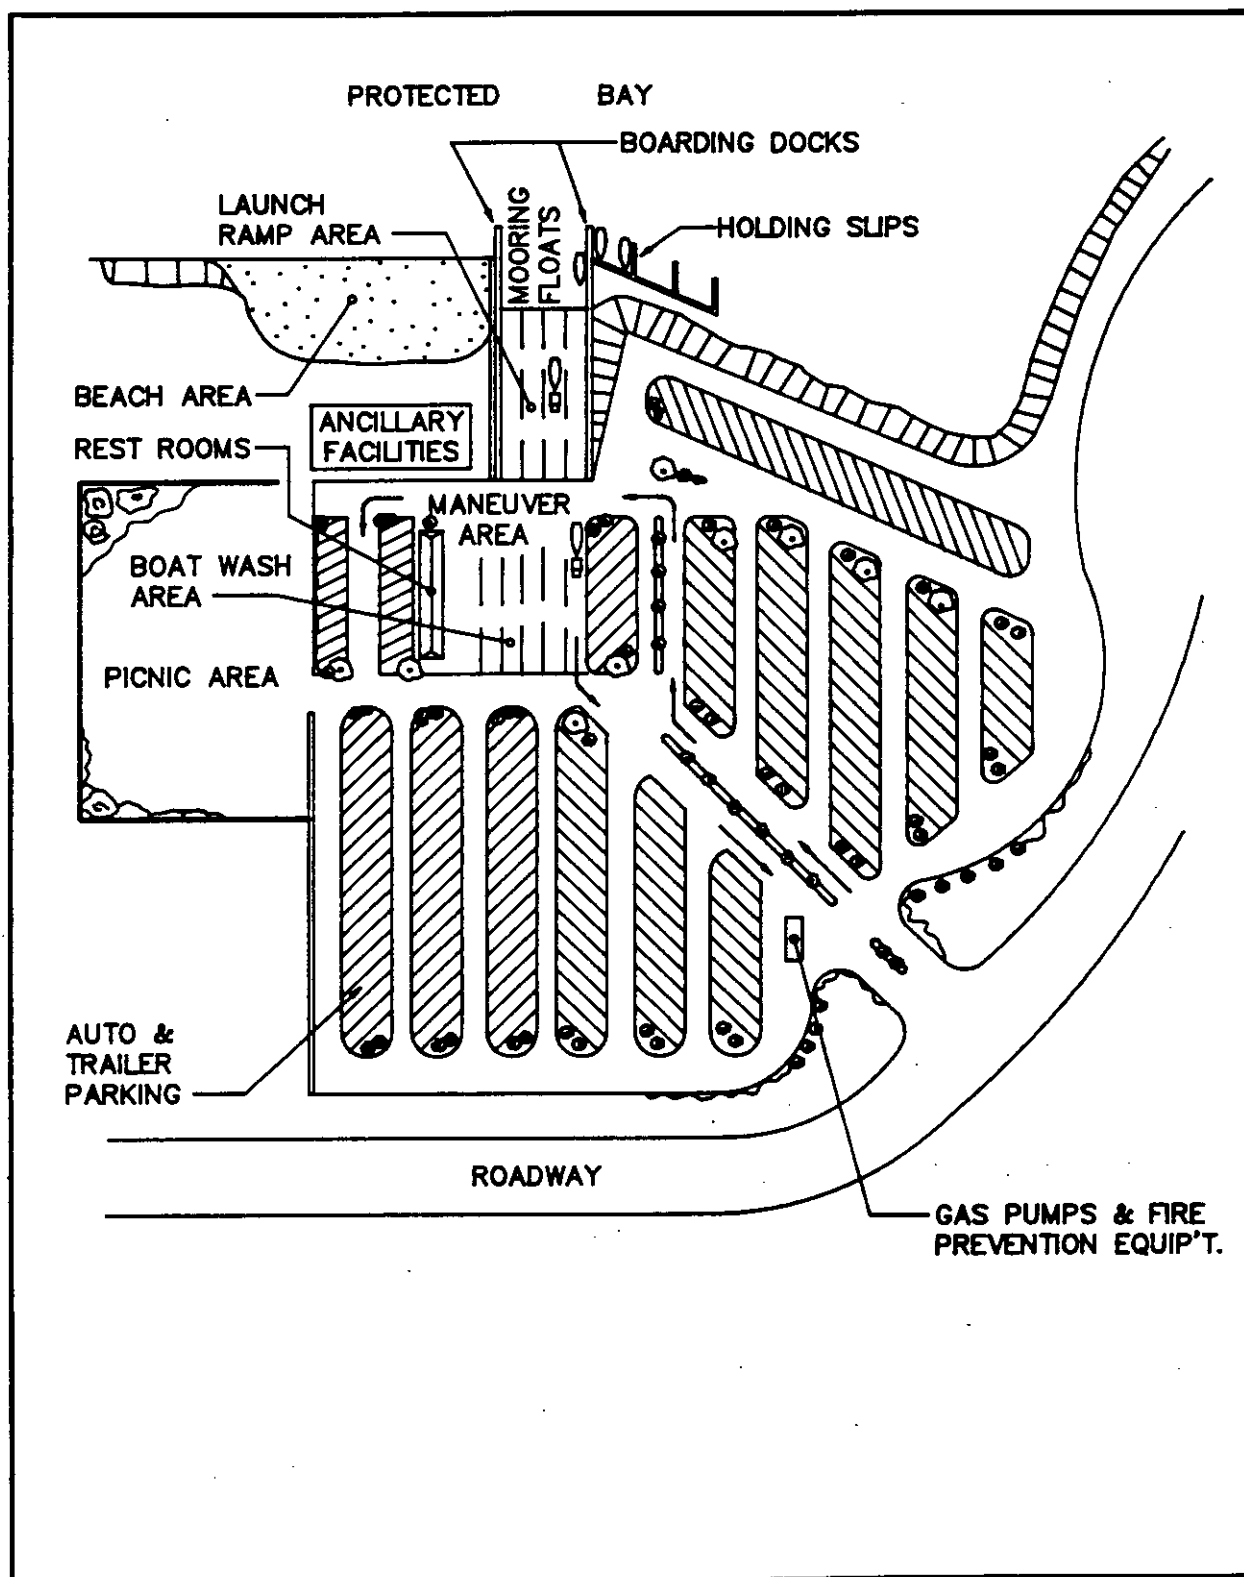 PROTECTED BAY
BOARDING DOCKS
LAUNCH
RAMP AREA
MOORING
FLOATS
HOLDING SLIPS
BEACH AREA
ANCILLARY
FACILITIES
REST ROOMS
MANEUVER
AREA
BOAT WASH
AREA
PICNIC AREA
AUTO &
TRAILER
PARKING
ROADWAY
GAS PUMPS & FIRE
PREVENTION EQUIP'T.